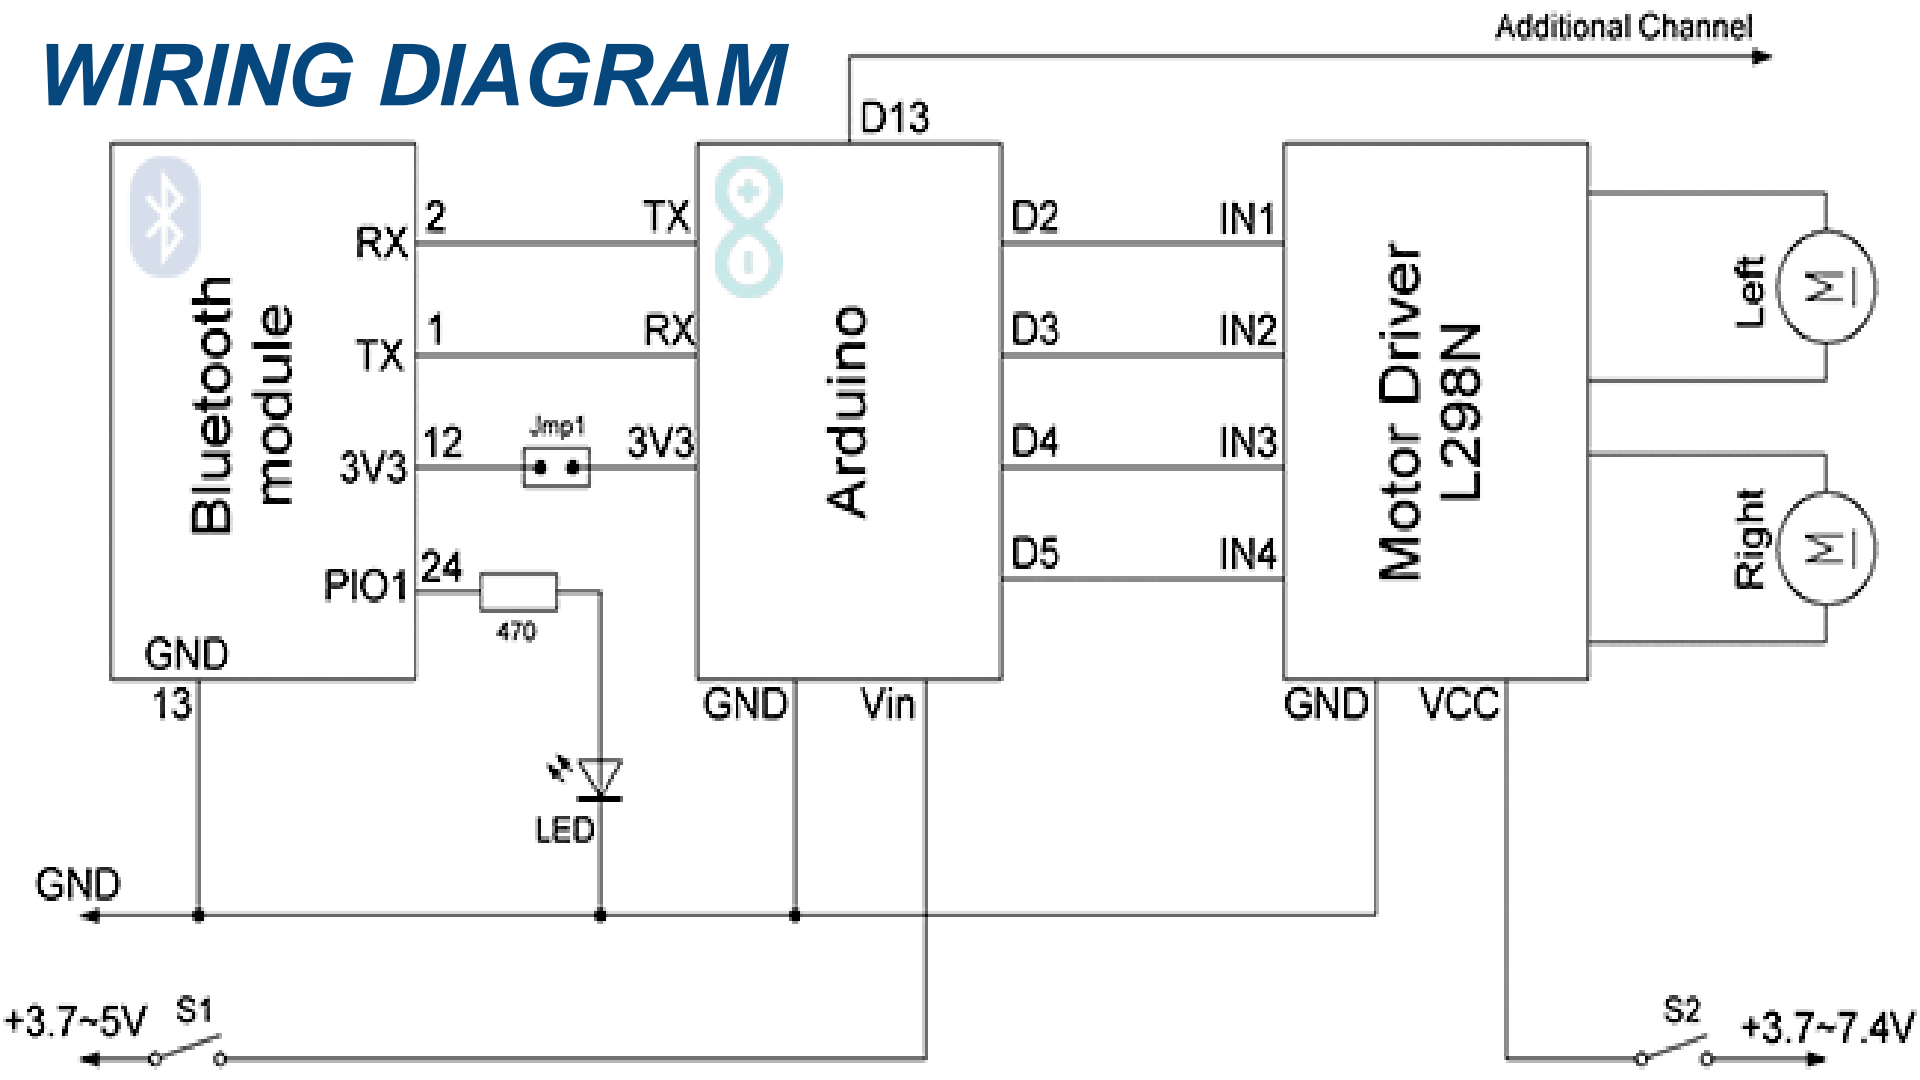 WIRING DIAGRAM
Additional Channel
D13
Bluetooth
module
RX
2
TX
TX
1
RX
3V3
12
Jmp1
3V3
PIO1
24
470
GND
13
Arduino
D2
IN1
D3
IN2
D4
IN3
D5
IN4
Motor Driver
L298N
Left
M
Right
M
GND
Vin
GND
VCC
LED
GND
+3.7~5V
S1
S2
+3.7~7.4V